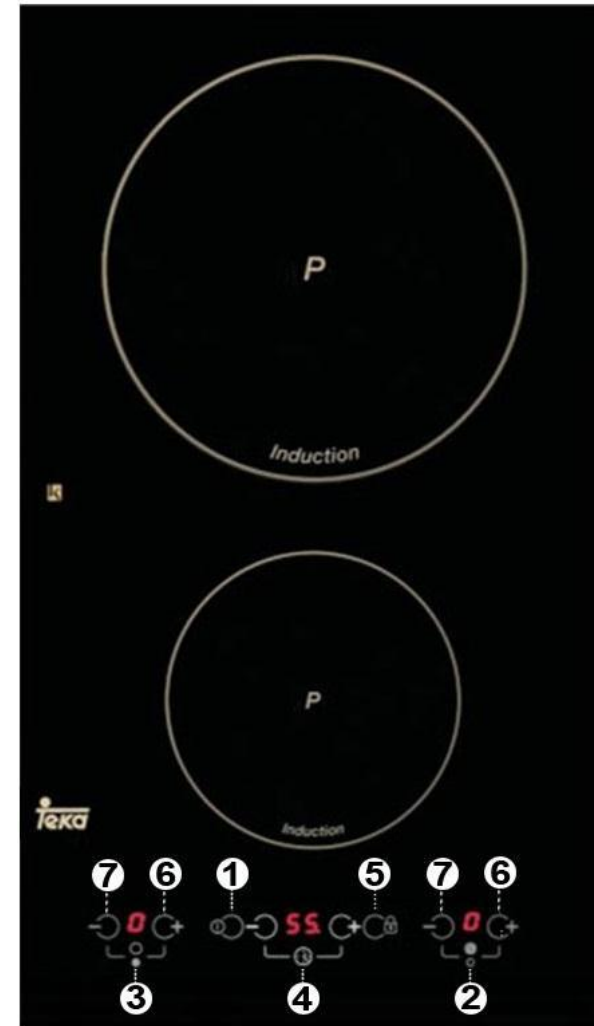 P
Induction
P
Teka
Induction
7 6 1 5 7 6
- 0 + - 55. + - 0 +
3 4 2